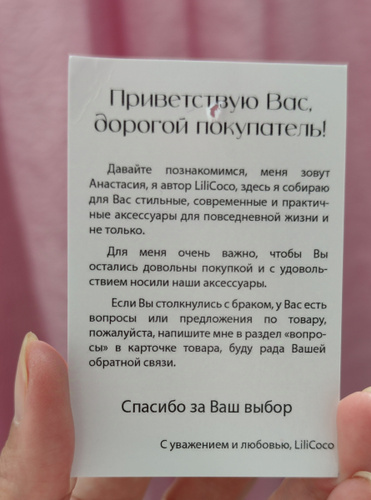 Приветствую Вас,
дорогой покупатель!
Давайте познакомимся, меня зовут
Анастасия, я автор LiliCoco, здесь я собираю
для Вас стильные, современные и практич-
ные аксессуары для повседневной жизни и
не только.
Для меня очень важно, чтобы Вы
остались довольны покупкой и с удоволь-
ствием носили наши аксессуары.
Если Вы столкнулись с браком, у Вас есть
вопросы или предложения по товару,
пожалуйста, напишите мне в раздел «вопро-
сы» в карточке товара, буду рада Вашей
обратной связи.
Спасибо за Ваш выбор
С уважением и любовью, LiliCoco